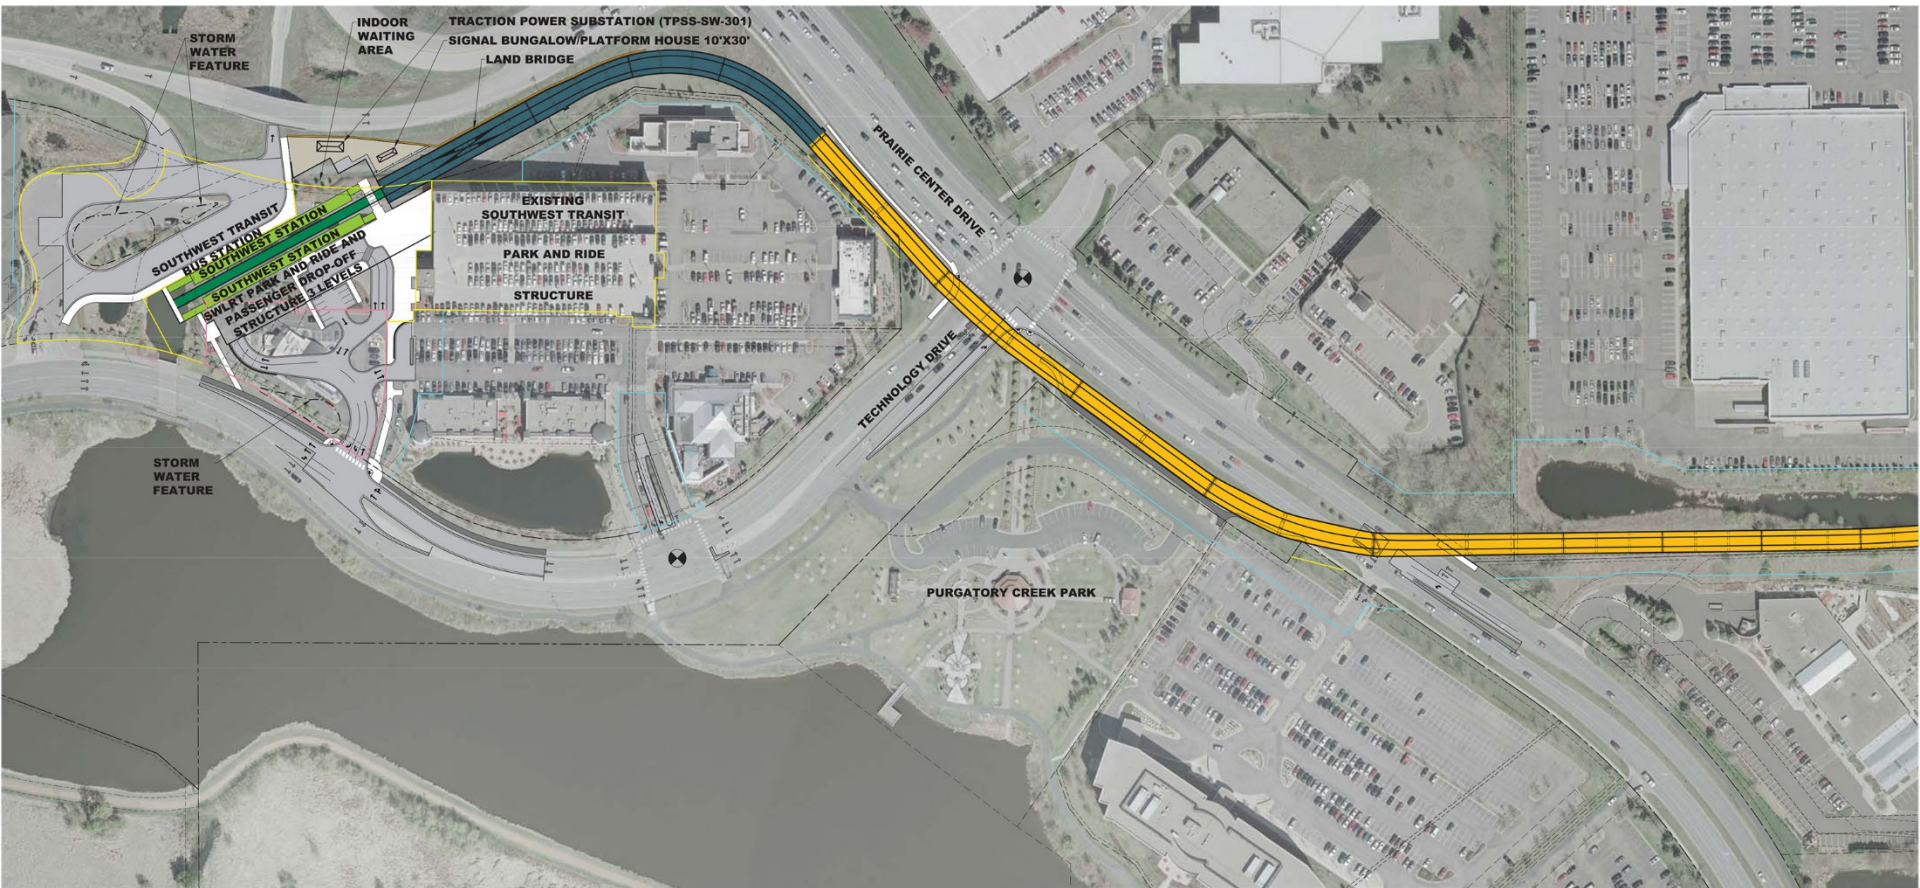 STORM
WATER
FEATURE
INDOOR
WAITING
AREA
TRACTION POWER SUBSTATION (TPSS-SW-301)
SIGNAL BUNGALOW/PLATFORM HOUSE 10'X30'
LAND BRIDGE
PRAIRIE CENTER DRIVE
SOUTHWEST TRANSIT
BUS STATION
SOUTHWEST STATION
SOUTHWEST STATION
SWLRT PARK AND RIDE AND
PASSENGER DROP-OFF
STRUCTURE 3 LEVELS
EXISTING
SOUTHWEST TRANSIT
PARK AND RIDE
STRUCTURE
TECHNOLOGY DRIVE
STORM
WATER
FEATURE
PURGATORY CREEK PARK